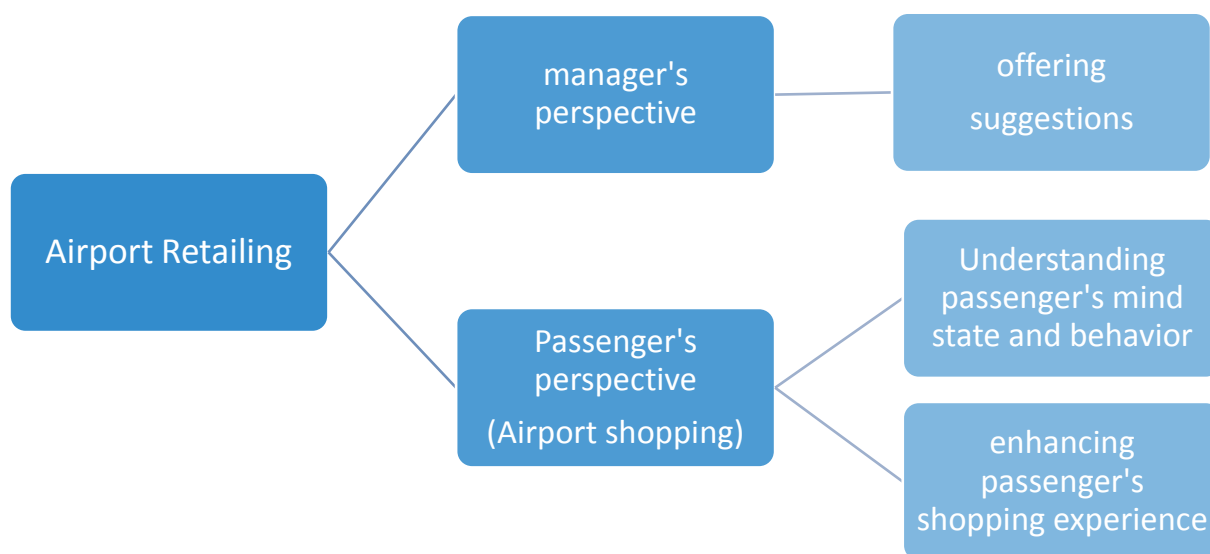 Airport Retailing
manager's
perspective
offering
suggestions
Passenger's
perspective
(Airport shopping)
Understanding
passenger's mind
state and behavior
enhancing
passenger's
shopping experience